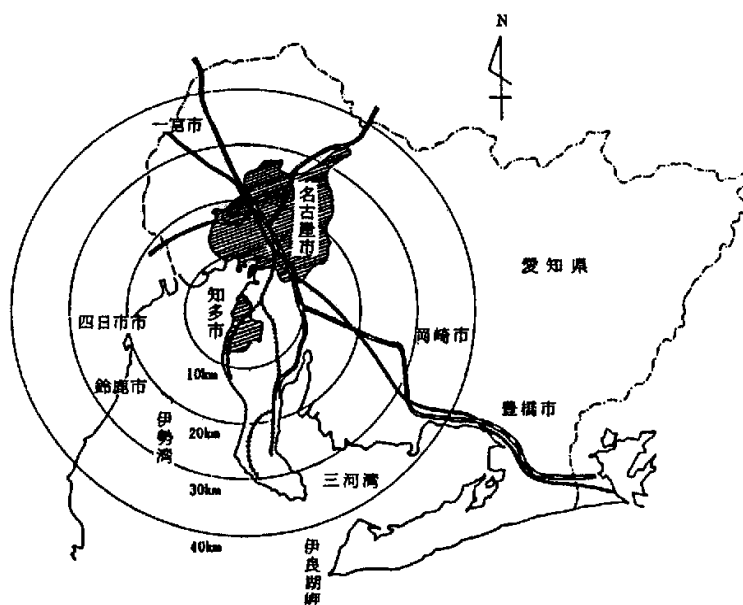 N
一宮市
名古屋市
愛知県
知多市
四日市市
岡崎市
10km
鈴鹿市
豊橋市
伊勢湾
20km
三河湾
30km
40km
伊良湖岬